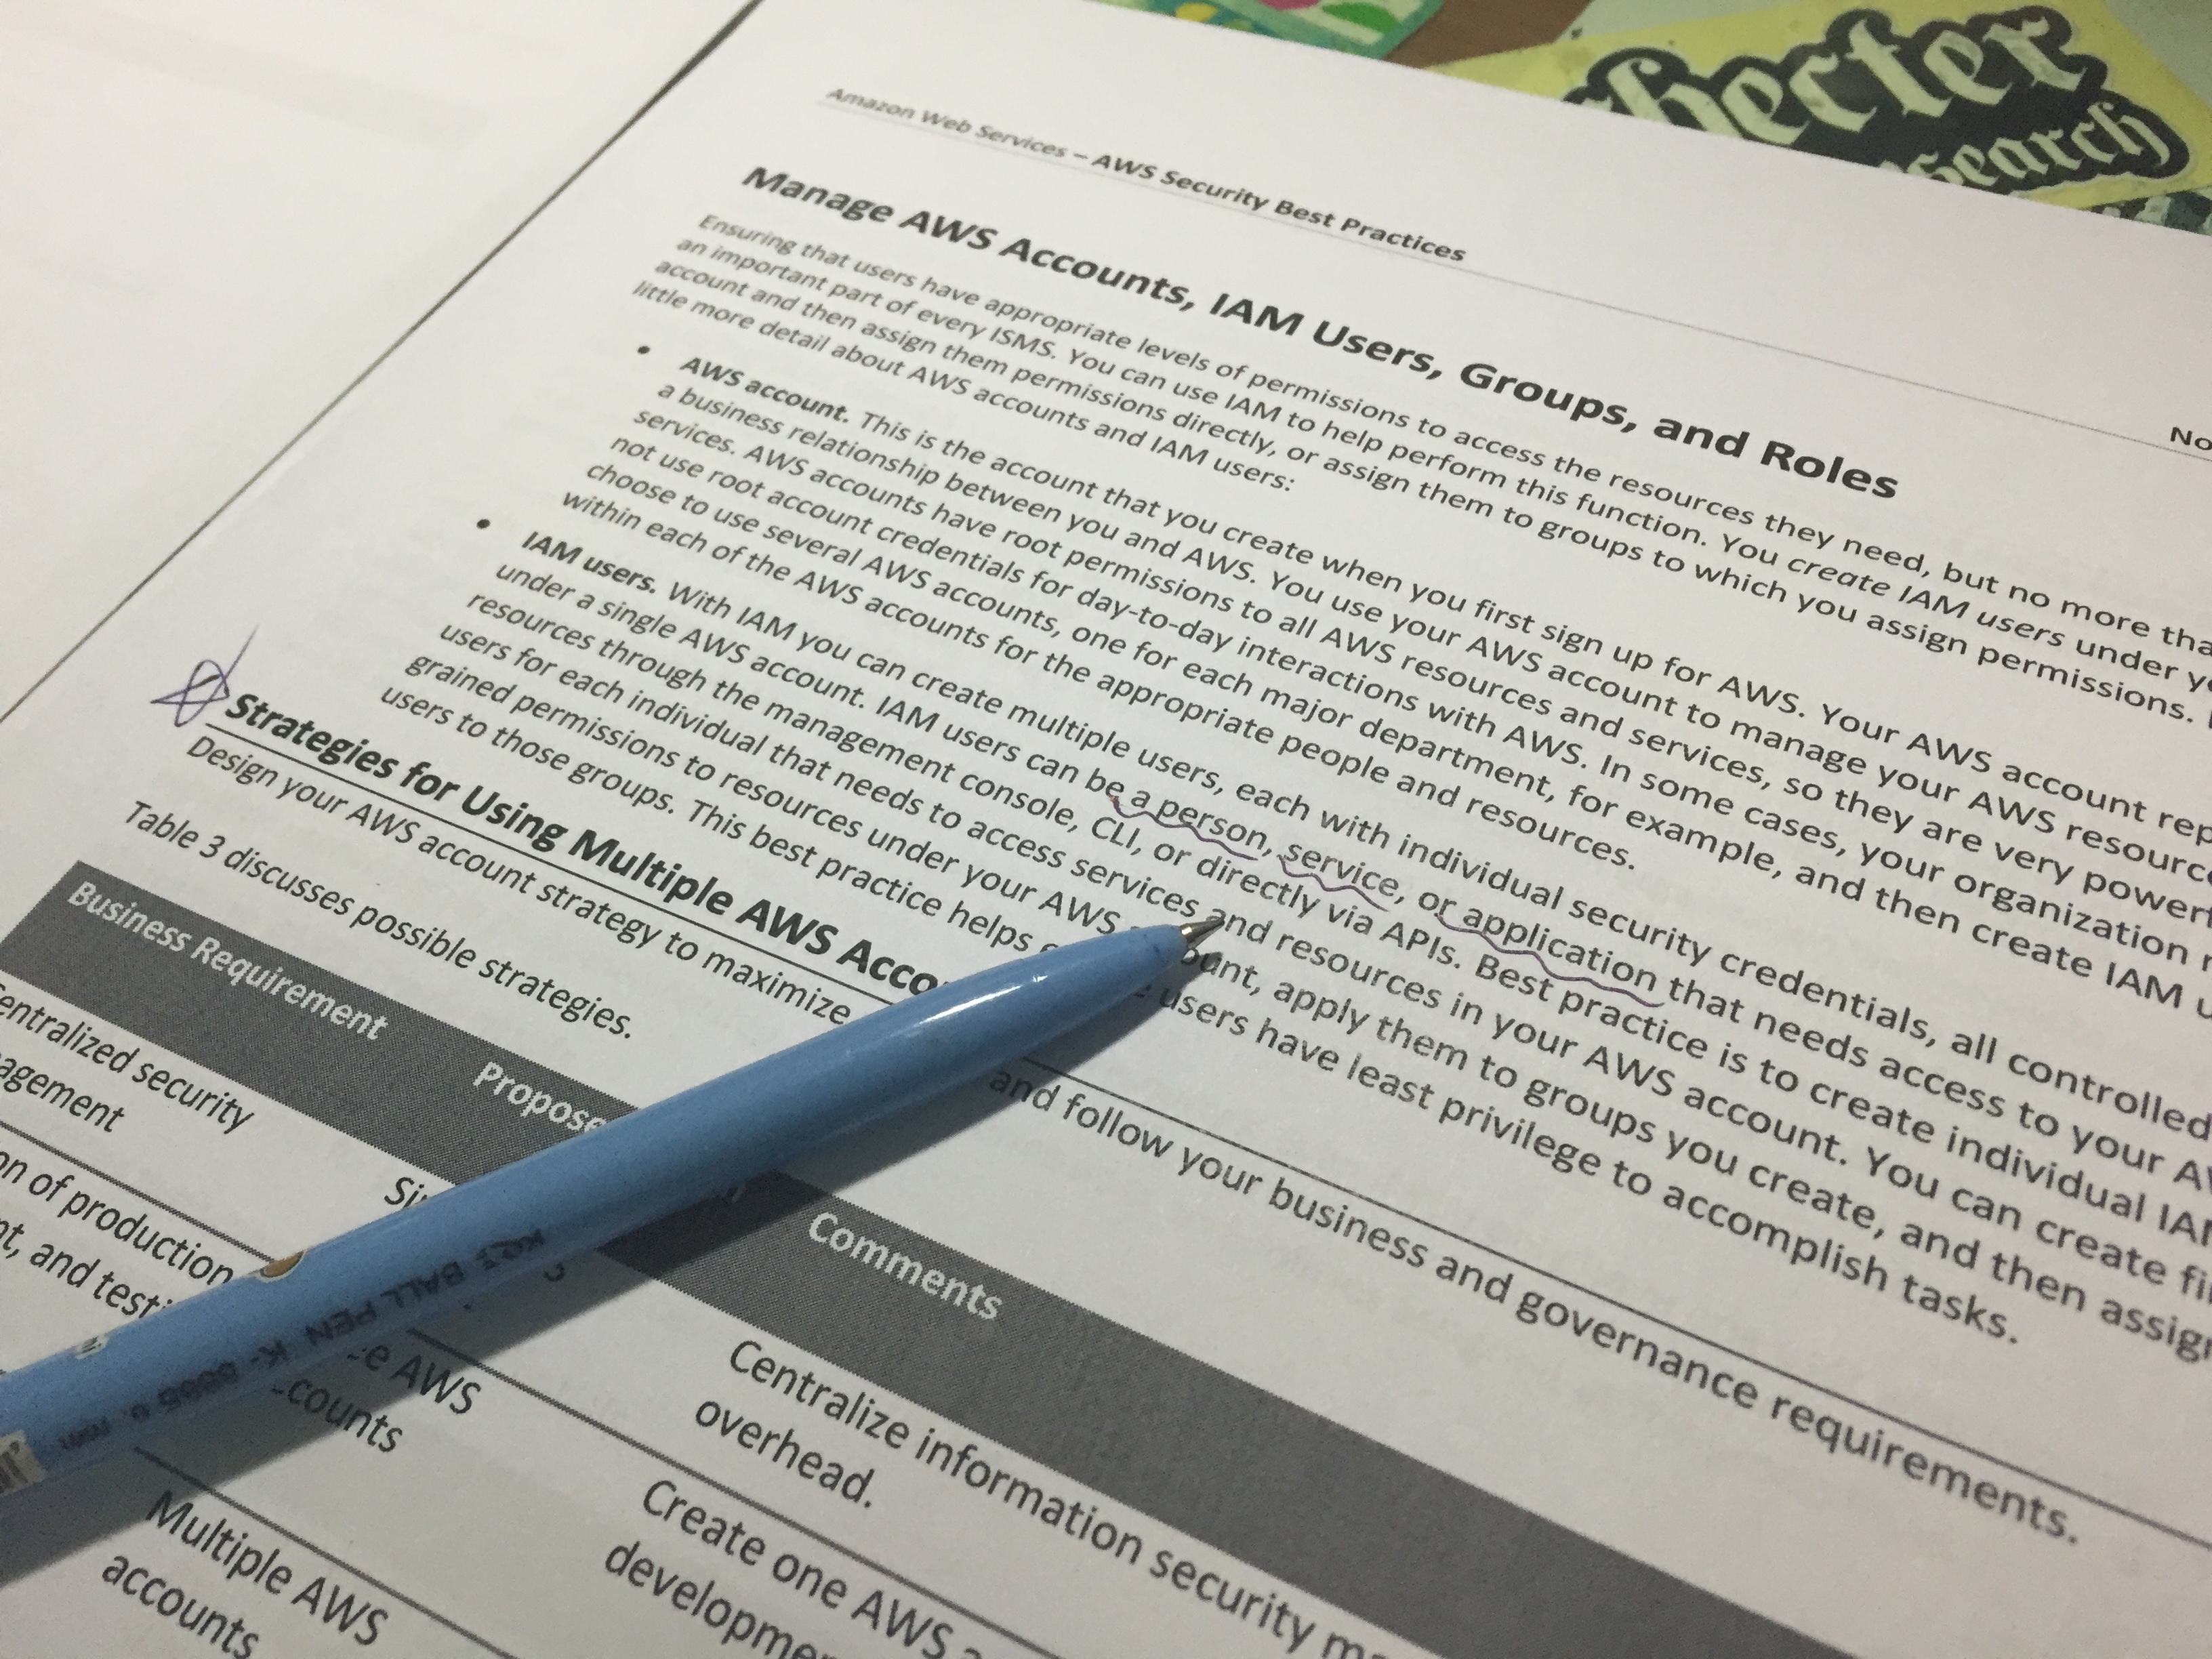 hecter
search
Amazon Web Services – AWS Security Best Practices
No
Manage AWS Accounts, IAM Users, Groups, and Roles
Ensuring that users have appropriate levels of permissions to access the resources they need, but no more tha
an important part of every ISMS. You can use IAM to help perform this function. You create IAM users under y
account and then assign them permissions directly, or assign them to groups to which you assign permissions.
little more detail about AWS accounts and IAM users:
• AWS account. This is the account that you create when you first sign up for AWS. Your AWS account rep
a business relationship between you and AWS. You use your AWS account to manage your AWS resourc
services. AWS accounts have root permissions to all AWS resources and services, so they are very powerf
not use root account credentials for day-to-day interactions with AWS. In some cases, your organization
choose to use several AWS accounts, one for each major department, for example, and then create IAM u
within each of the AWS accounts for the appropriate people and resources.
• IAM users. With IAM you can create multiple users, each with individual security credentials, all controlled
under a single AWS account. IAM users can be a person, service, or application that needs access to your AW
resources through the management console, CLI, or directly via APIs. Best practice is to create individual IAM
users for each individual that needs to access services and resources in your AWS account. You can create fi
grained permissions to resources under your AWS account, apply them to groups you create, and then assign
users to those groups. This best practice helps users have least privilege to accomplish tasks.
Strategies for Using Multiple AWS Acco
Design your AWS account strategy to maximize and follow your business and governance requirements.
Table 3 discusses possible strategies.
Business Requirement Propose Comments
entralized security Si Centralize information security ma
agement overhead.
on of production e AWS Create one AWS a
nt, and testi counts developme
Multiple AWS
accounts
BALL PEN K-